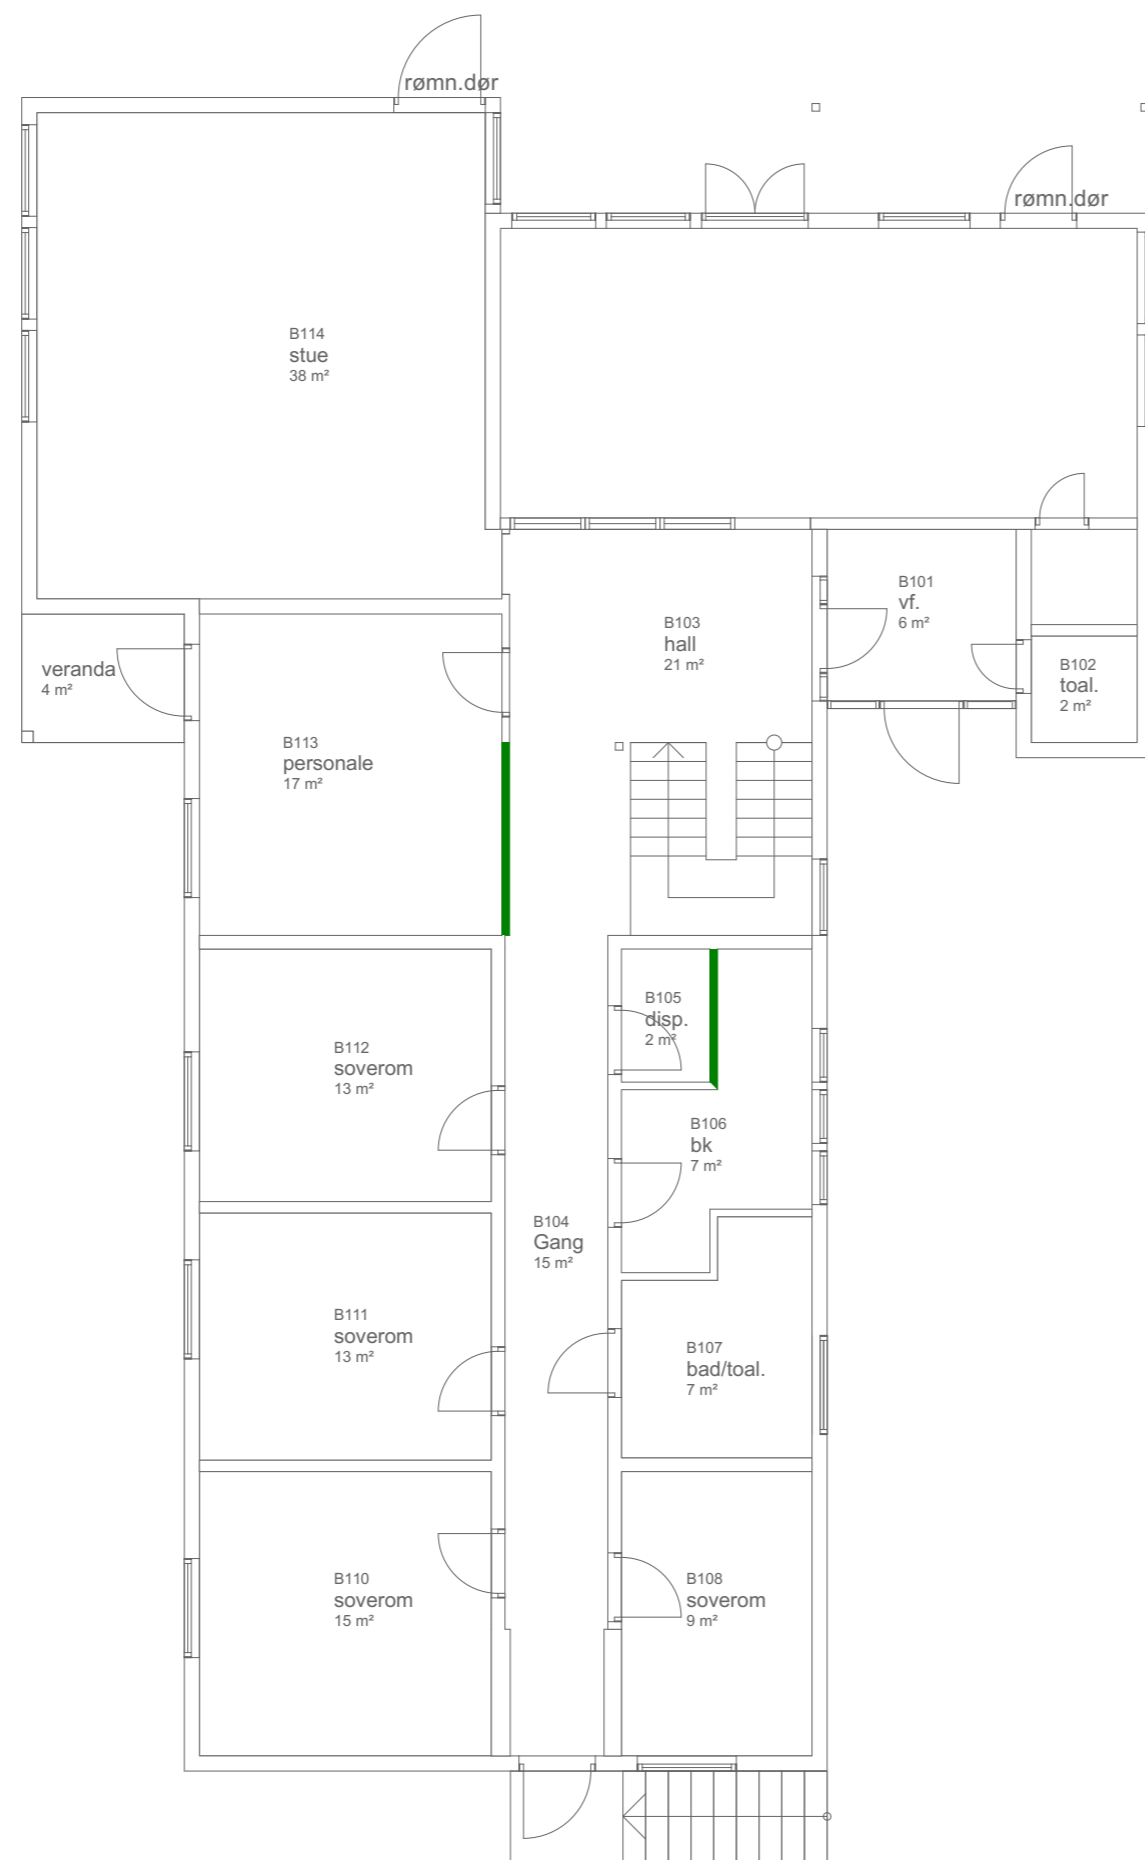 rømn.dør
rømn.dør
B114
stue
38 m²
B101
vf.
6 m²
B103
hall
21 m²
B102
toal.
2 m²
veranda
4 m²
B113
personale
17 m²
B105
disp.
2 m²
B112
soverom
13 m²
B106
bk
7 m²
B104
Gang
15 m²
B111
soverom
13 m²
B107
bad/toal.
7 m²
B110
soverom
15 m²
B108
soverom
9 m²